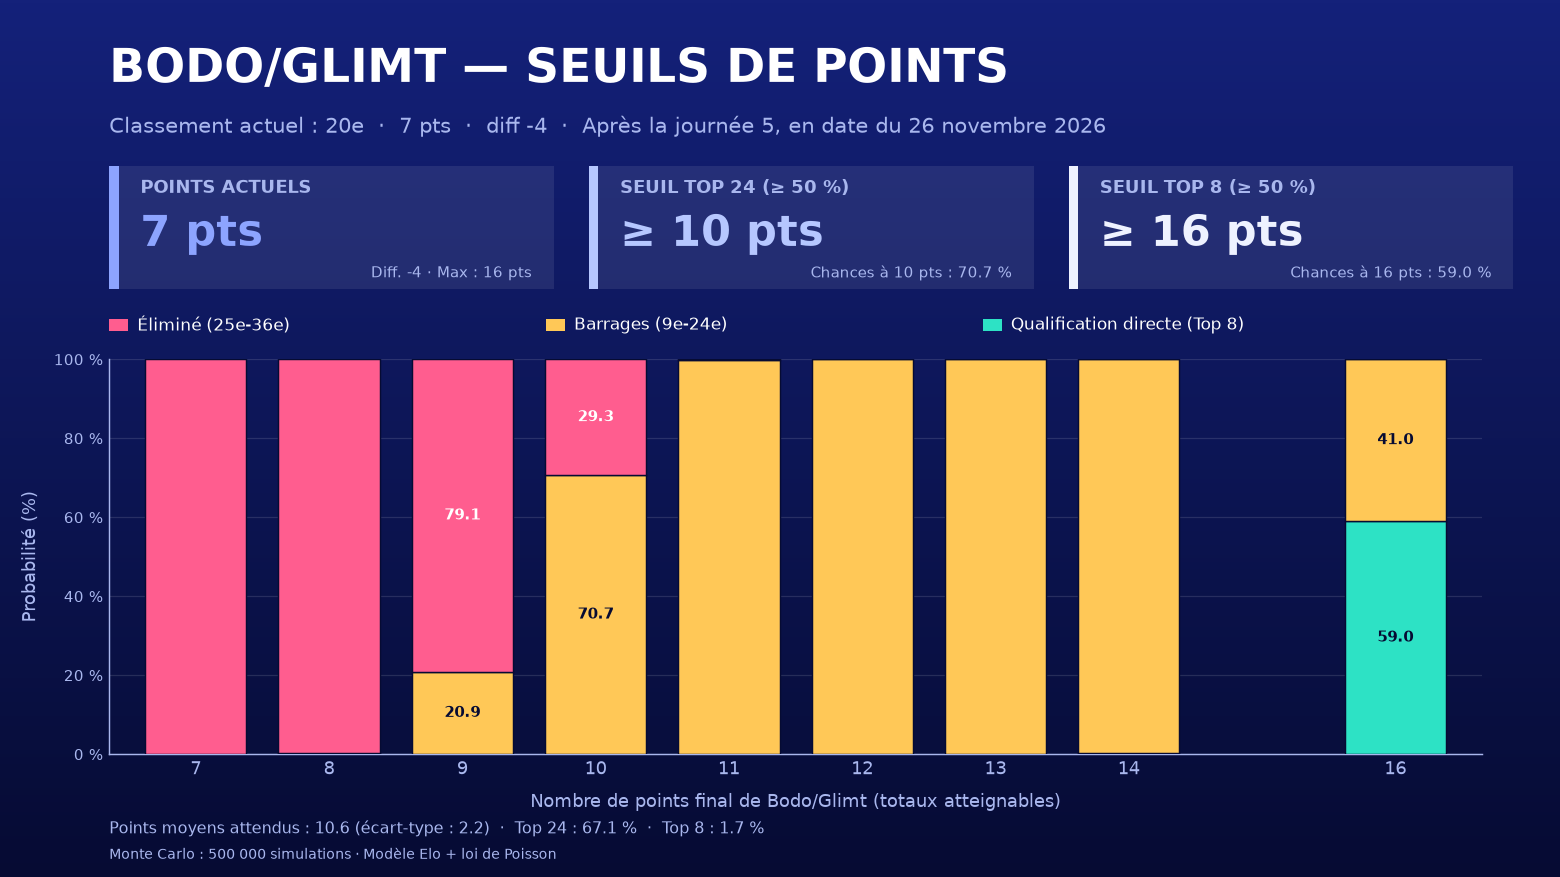 BODO/GLIMT — SEUILS DE POINTS
Classement actuel : 20e · 7 pts · diff -4 · Après la journée 5, en date du 26 novembre 2026
POINTS ACTUELS
7 pts
Diff. -4 · Max : 16 pts
SEUIL TOP 24 (≥ 50 %)
≥ 10 pts
Chances à 10 pts : 70.7 %
SEUIL TOP 8 (≥ 50 %)
≥ 16 pts
Chances à 16 pts : 59.0 %
Éliminé (25e-36e)
Barrages (9e-24e)
Qualification directe (Top 8)
Probabilité (%)
100 %
80 %
60 %
40 %
20 %
0 %
79.1
20.9
29.3
70.7
41.0
59.0
7 8 9 10 11 12 13 14 16
Nombre de points final de Bodo/Glimt (totaux atteignables)
Points moyens attendus : 10.6 (écart-type : 2.2) · Top 24 : 67.1 % · Top 8 : 1.7 %
Monte Carlo : 500 000 simulations · Modèle Elo + loi de Poisson